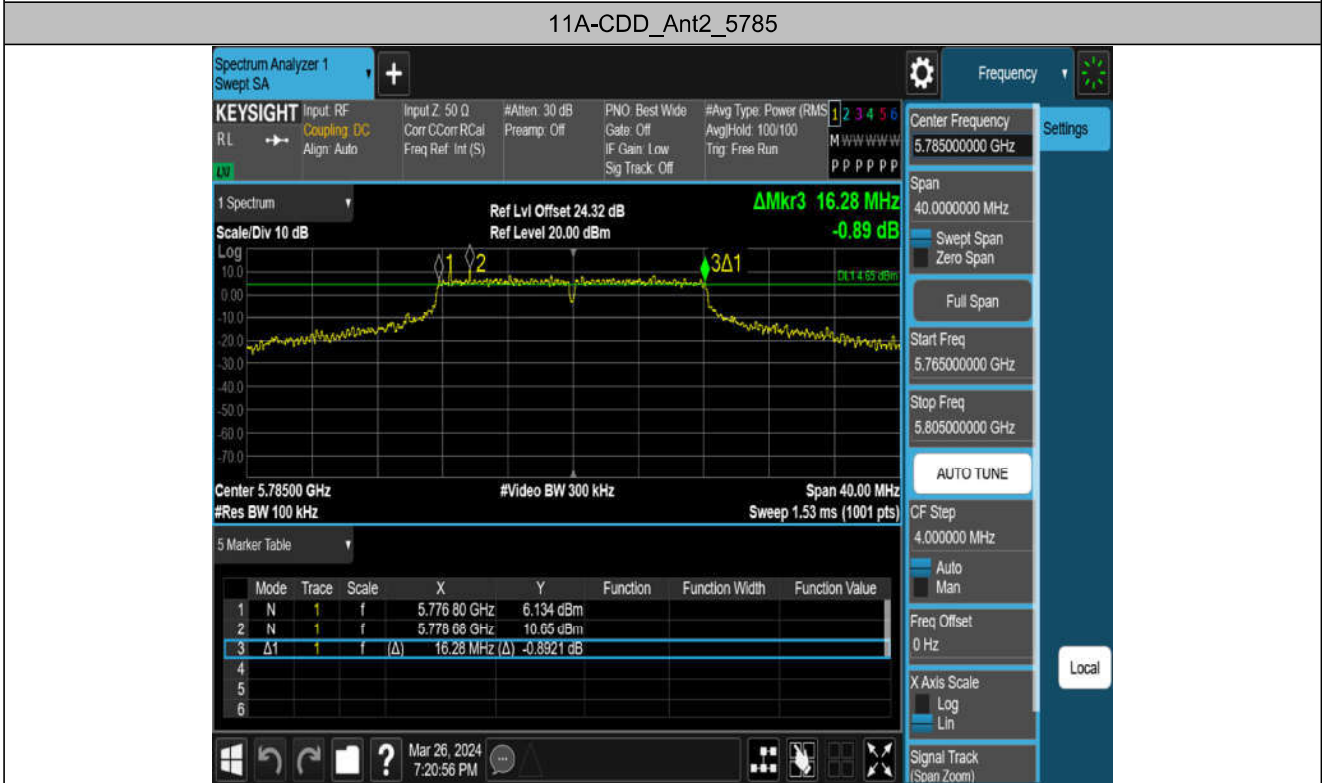 11A-CDD_Ant2_5785
Spectrum Analyzer 1
Swept SA
+
Frequency
KEYSIGHT
RL
LXI
Input: RF
Coupling: DC
Align: Auto
Input Z: 50 Ω
Corr CCorr RCal
Freq Ref: Int (S)
#Atten: 30 dB
Preamp: Off
PNO: Best Wide
Gate: Off
IF Gain: Low
Sig Track: Off
#Avg Type: Power (RMS
Avg|Hold: 100/100
Trig: Free Run
1 2 3 4 5 6
M W W W W W
P P P P P P
1 Spectrum
Scale/Div 10 dB
Ref Lvl Offset 24.32 dB
Ref Level 20.00 dBm
ΔMkr3 16.28 MHz
-0.89 dB
Log
10.0
0.00
-10.0
-20.0
-30.0
-40.0
-50.0
-60.0
-70.0
1
2
3Δ1
DL1 4.65 dBm
Center 5.78500 GHz
#Video BW 300 kHz
Span 40.00 MHz
#Res BW 100 kHz
Sweep 1.53 ms (1001 pts)
5 Marker Table
Mode Trace Scale X Y Function Function Width Function Value
1 N 1 f 5.776 80 GHz 6.134 dBm
2 N 1 f 5.778 68 GHz 10.65 dBm
3 Δ1 1 f (Δ) 16.28 MHz (Δ) -0.8921 dB
4
5
6
Mar 26, 2024
7:20:56 PM
?
Center Frequency
5.785000000 GHz
Settings
Span
40.0000000 MHz
Swept Span
Zero Span
Full Span
Start Freq
5.765000000 GHz
Stop Freq
5.805000000 GHz
AUTO TUNE
CF Step
4.000000 MHz
Auto
Man
Freq Offset
0 Hz
X Axis Scale
Log
Lin
Local
Signal Track
(Span Zoom)